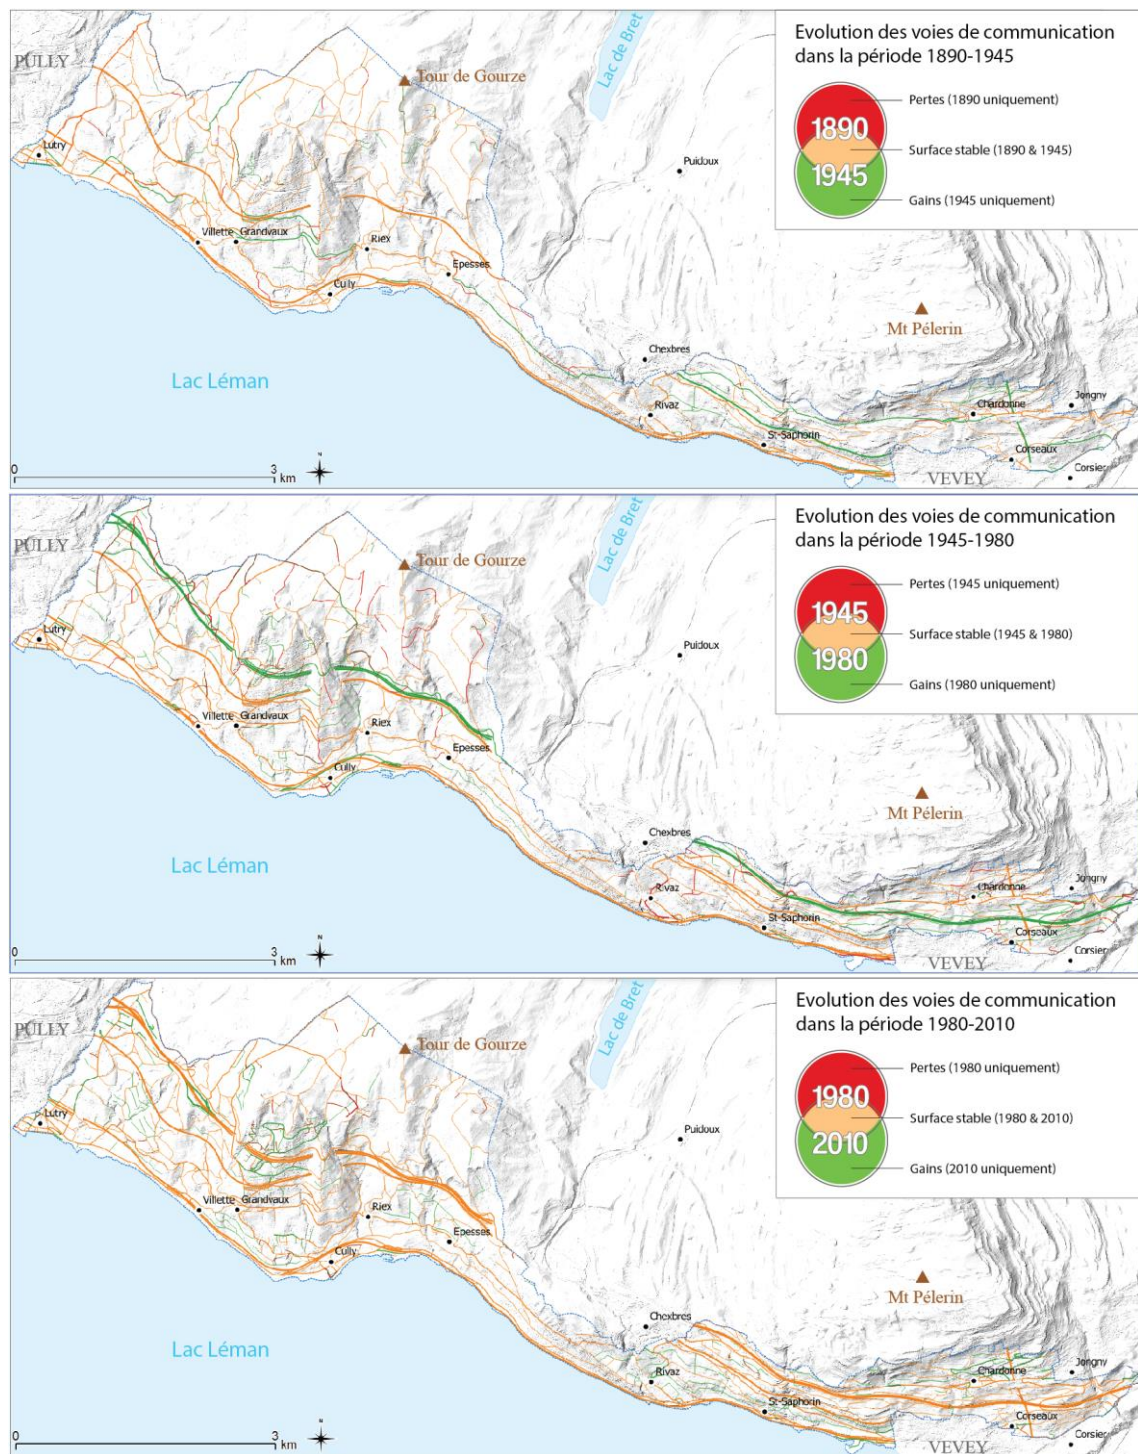 Evolution des voies de communication
dans la période 1890-1945
Pertes (1890 uniquement)
1890
Surface stable (1890 & 1945)
1945
Gains (1945 uniquement)
PULLY
Lac de Bret
Tour de Gourze
Lutry
Puidoux
Villette
Grandvaux
Riex
Epesses
Cully
Mt Pélerin
Chexbres
Lac Léman
Rivaz
Chardonne
Jongny
St-Saphorin
Corseaux
Corsier
VEVEY
0
3
km
N
Evolution des voies de communication
dans la période 1945-1980
Pertes (1945 uniquement)
1945
Surface stable (1945 & 1980)
1980
Gains (1980 uniquement)
PULLY
Lac de Bret
Tour de Gourze
Lutry
Puidoux
Villette
Grandvaux
Riex
Epesses
Cully
Mt Pélerin
Chexbres
Lac Léman
Rivaz
Chardonne
Jongny
St-Saphorin
Corseaux
Corsier
VEVEY
0
3
km
N
Evolution des voies de communication
dans la période 1980-2010
Pertes (1980 uniquement)
1980
Surface stable (1980 & 2010)
2010
Gains (2010 uniquement)
PULLY
Lac de Bret
Tour de Gourze
Lutry
Puidoux
Villette
Grandvaux
Riex
Epesses
Cully
Mt Pélerin
Chexbres
Lac Léman
Rivaz
Chardonne
Jongny
St-Saphorin
Corseaux
Corsier
VEVEY
0
3
km
N